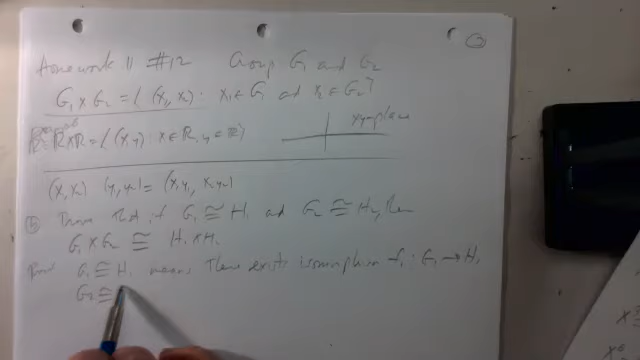 Homework 11 #12 Group G₁ and G₂
G₁ × G₂ = { (x₁, x₂) : x₁ ∈ G₁ and x₂ ∈ G₂ }
R × R = { (x, y) : x ∈ R, y ∈ R } xy-plane
(x₁, x₂) (y₁, y₂) = (x₁y₁, x₂y₂)
(b) Prove that if G₁ ≅ H₁ and G₂ ≅ H₂, then
G₁ × G₂ ≅ H₁ × H₂
Proof G₁ ≅ H₁ means There exists isomorphism f₁ : G₁ → H₁
G₂ ≅